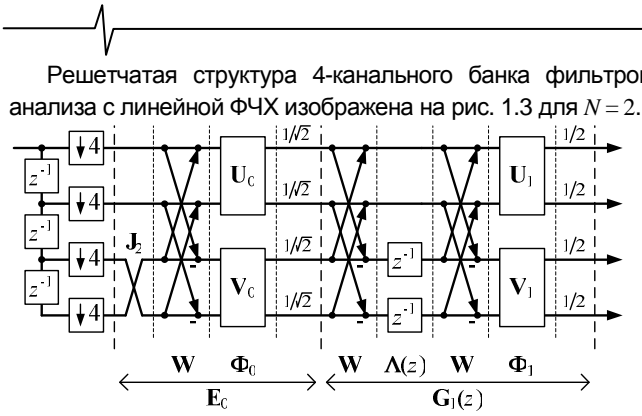 Решетчатая структура 4-канального банка фильтров
анализа с линейной ФЧХ изображена на рис. 1.3 для N = 2.
↓4 1/√2 1/2
z⁻¹ U₀ U₁
↓4 1/√2 1/2
z⁻¹ J₂
↓4 - 1/√2 - z⁻¹ - 1/2
z⁻¹ V₀ V₁
↓4 - 1/√2 - z⁻¹ - 1/2
W Φ₀ W Λ(z) W Φ₁
E₀ G₁(z)